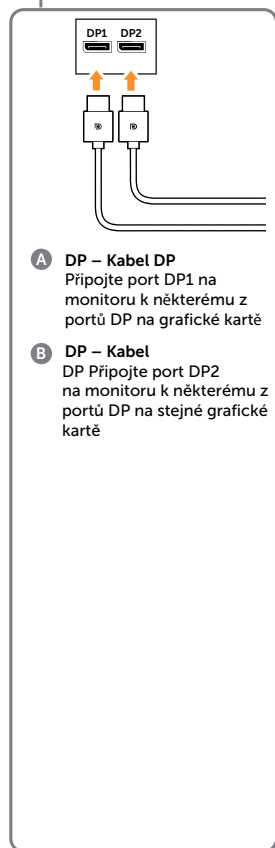 DP1 DP2
A DP – Kabel DP
Připojte port DP1 na
monitoru k některému z
portů DP na grafické kartě
B DP – Kabel
DP Připojte port DP2
na monitoru k některému z
portů DP na stejné grafické
kartě